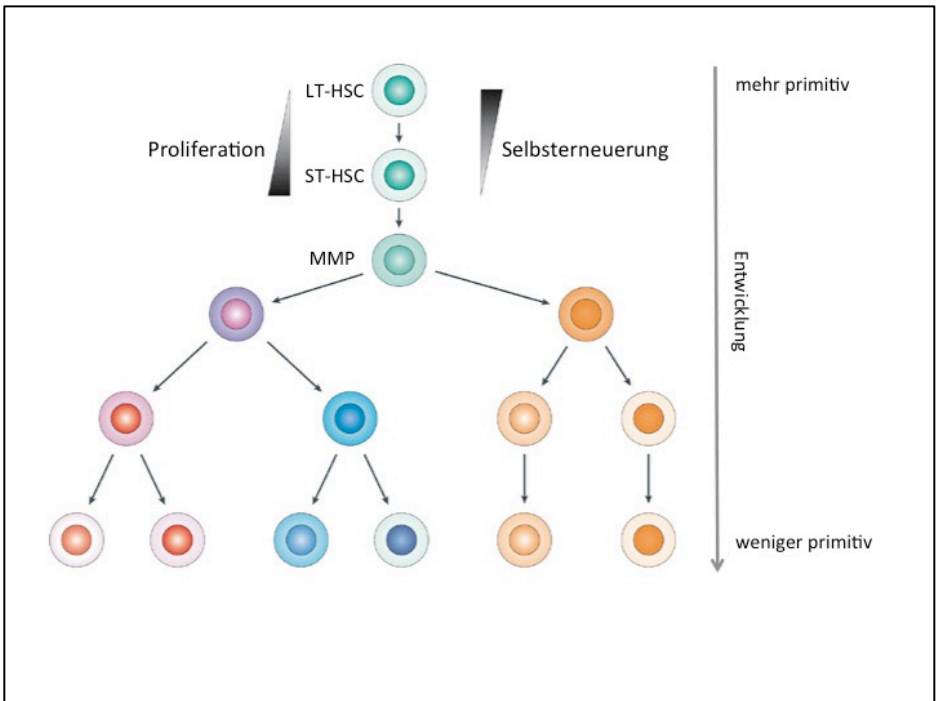 LT-HSC
mehr primitiv
Proliferation
Selbsterneuerung
ST-HSC
MMP
Entwicklung
weniger primitiv